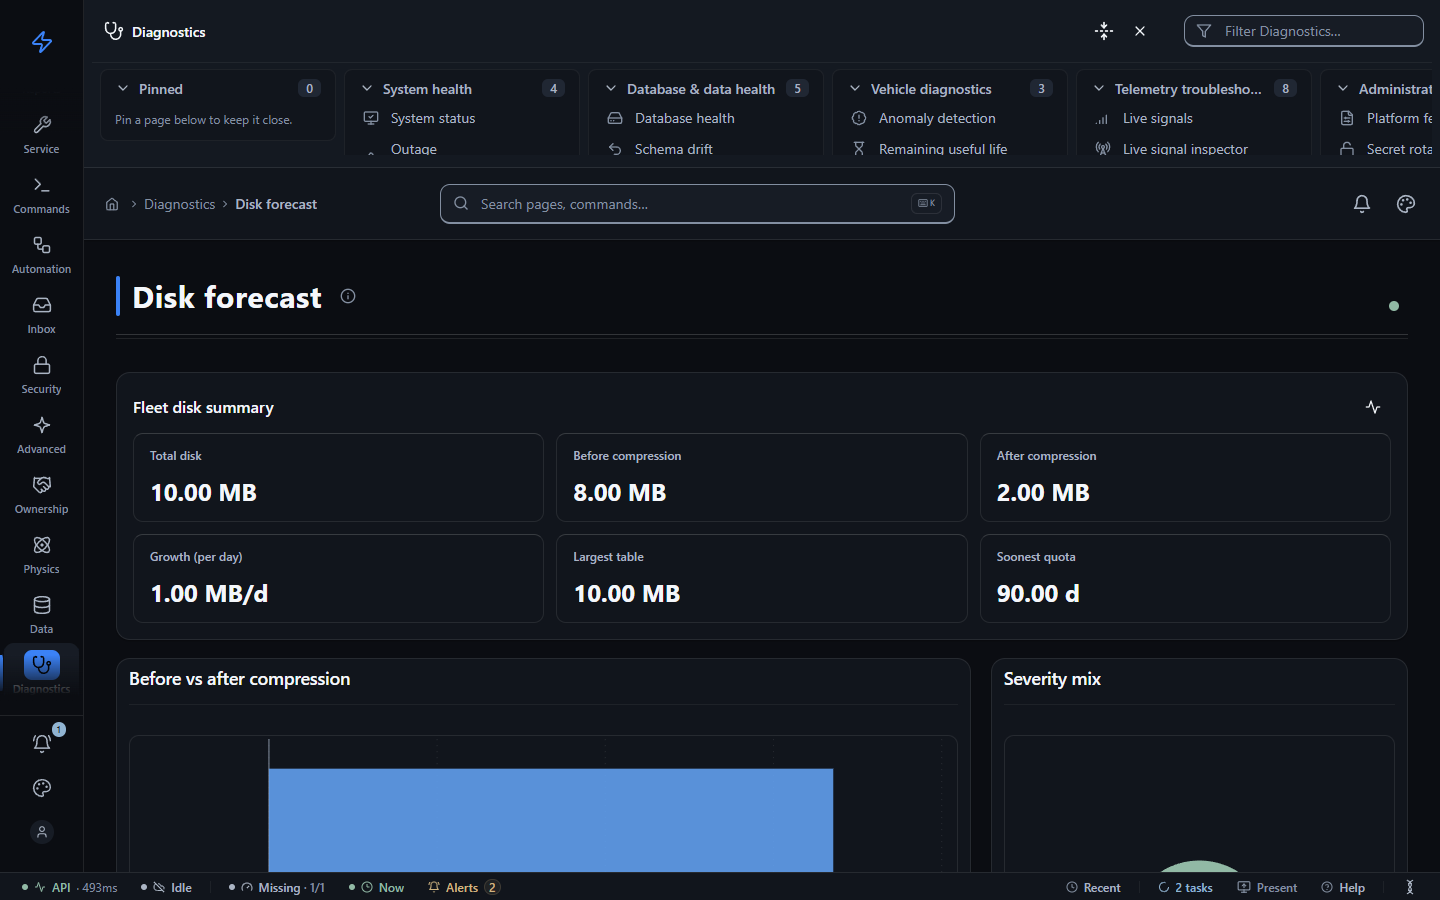 Diagnostics
Filter Diagnostics...
Pinned 0
Pin a page below to keep it close.
System health 4
System status
Outage
Database & data health 5
Database health
Schema drift
Vehicle diagnostics 3
Anomaly detection
Remaining useful life
Telemetry troublesho... 8
Live signals
Live signal inspector
Administrat
Platform fe
Secret rota
Diagnostics
Disk forecast
Search pages, commands...
K
Service
Commands
Automation
Inbox
Security
Advanced
Ownership
Physics
Data
Diagnostics
1
Disk forecast
Fleet disk summary
Total disk
10.00 MB
Before compression
8.00 MB
After compression
2.00 MB
Growth (per day)
1.00 MB/d
Largest table
10.00 MB
Soonest quota
90.00 d
Before vs after compression
Severity mix
API · 493ms
Idle
Missing · 1/1
Now
Alerts 2
Recent
2 tasks
Present
Help